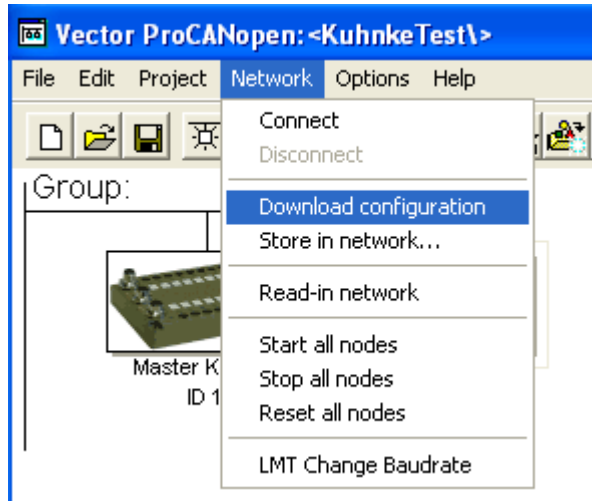 Vector ProCANopen: <KuhnkeTest\>
File Edit Project Network Options Help
Connect
Disconnect
Group:
Download configuration
Store in network...
Read-in network
Start all nodes
Master K
Stop all nodes
ID 1
Reset all nodes
LMT Change Baudrate